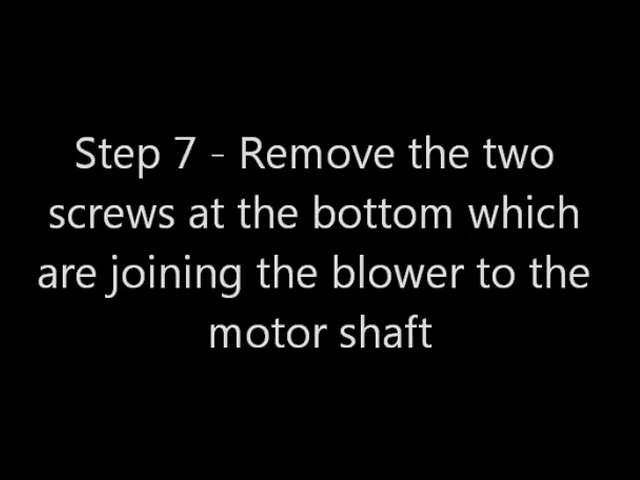 Step 7 - Remove the two
screws at the bottom which
are joining the blower to the
motor shaft